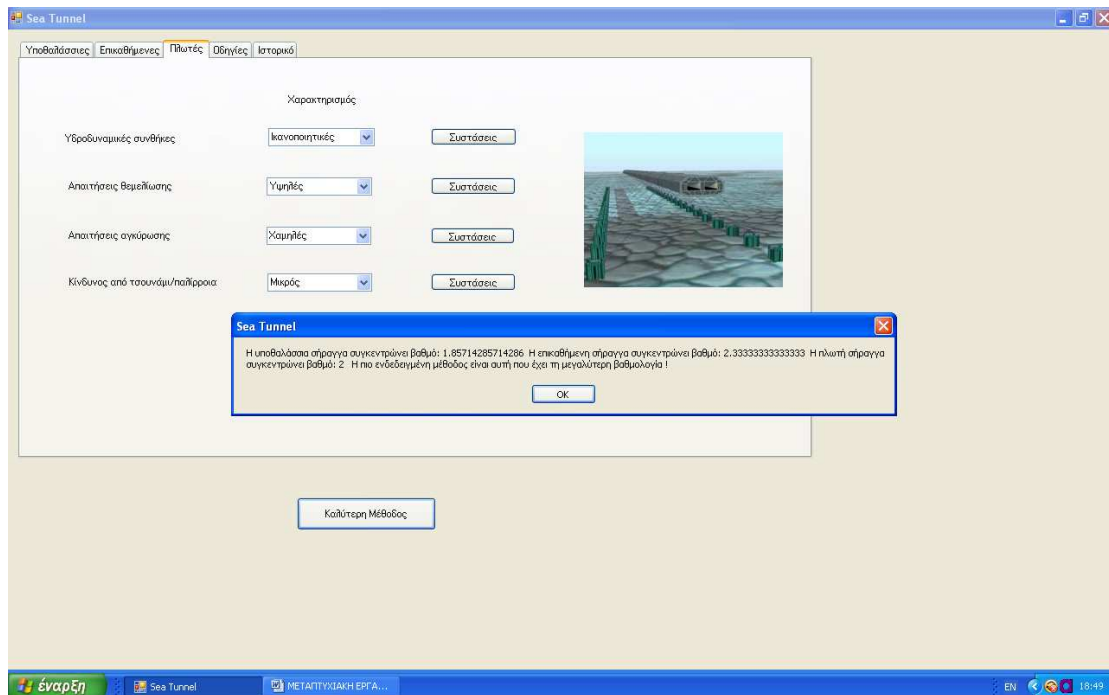 Sea Tunnel
Υποθαλάσσιες Επικαθήμενες Πλωτές Οδηγίες Ιστορικό
Χαρακτηρισμός
Υδροδυναμικές συνθήκες Ικανοποιητικές Συστάσεις
Απαιτήσεις θεμελίωσης Υψηλές Συστάσεις
Απαιτήσεις αγκύρωσης Χαμηλές Συστάσεις
Κίνδυνος από τσουνάμι/παλίρροια Μικρός Συστάσεις
Sea Tunnel
Η υποθαλάσσια σήραγγα συγκεντρώνει βαθμό: 1.85714285714286 Η επικαθήμενη σήραγγα συγκεντρώνει βαθμό: 2.33333333333333 Η πλωτή σήραγγα
συγκεντρώνει βαθμό: 2 Η πιο ενδεδειγμένη μέθοδος είναι αυτή που έχει τη μεγαλύτερη βαθμολογία !
OK
Καλύτερη Μέθοδος
έναρξη Sea Tunnel ΜΕΤΑΠΤΥΧΙΑΚΗ ΕΡΓΑ... EN 18:49